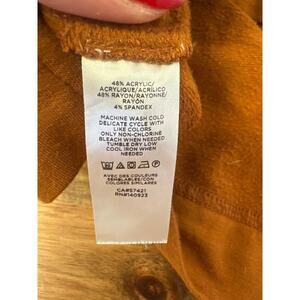 48% ACRYLIC/
ACRYLIQUE/ACRÍLICO
48% RAYON/RAYONNE/
RAYÓN
4% SPANDEX
MACHINE WASH COLD
DELICATE CYCLE WITH
LIKE COLORS
ONLY NON-CHLORINE
BLEACH WHEN NEEDED
TUMBLE DRY LOW
COOL IRON WHEN
NEEDED
AVEC DES COULEURS
SEMBLABLES/CON
COLORES SIMILARES
CA#57421
RN#140923